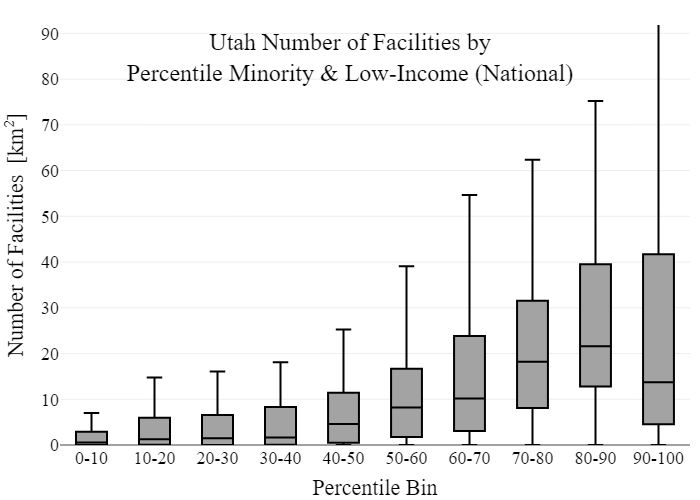 Utah Number of Facilities by
Percentile Minority & Low-Income (National)
Number of Facilities [km²]
90
80
70
60
50
40
30
20
10
0
0-10 10-20 20-30 30-40 40-50 50-60 60-70 70-80 80-90 90-100
Percentile Bin